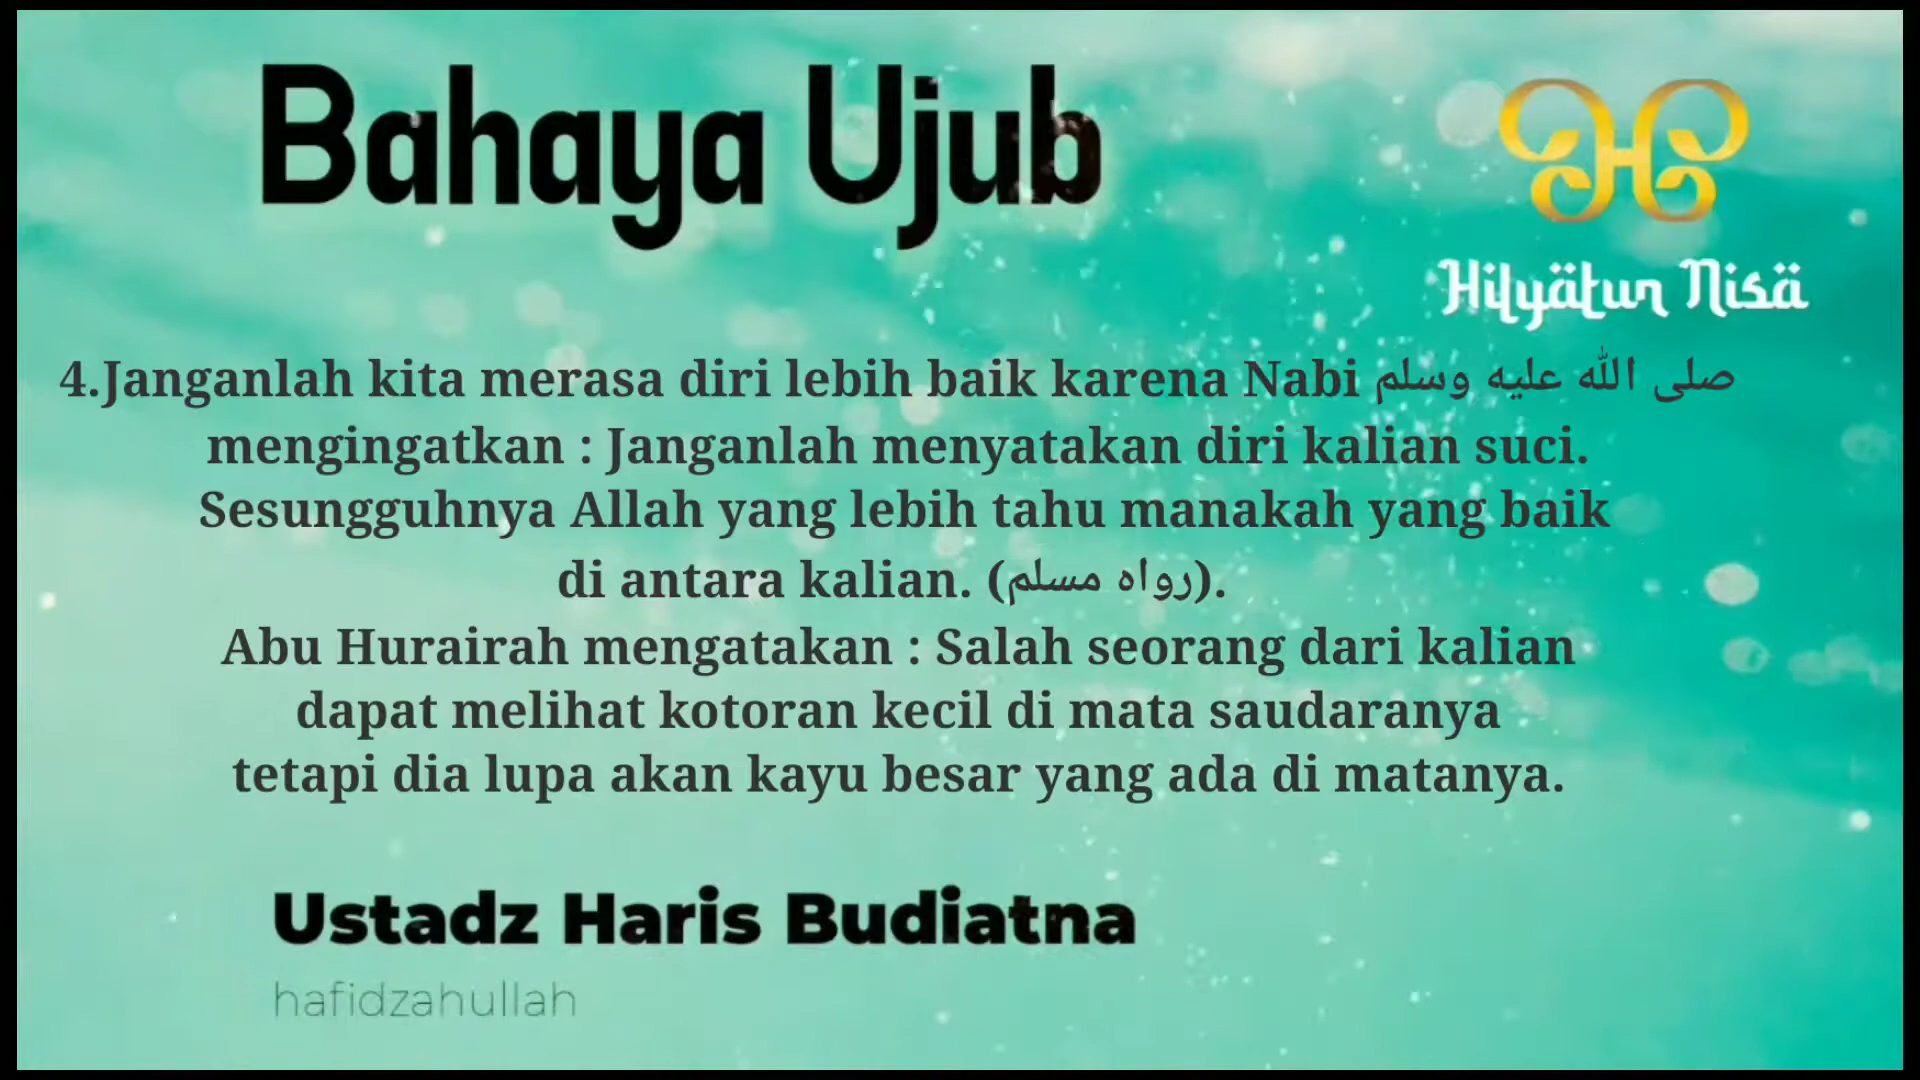 Bahaya Ujub
Hilyätun Nisä
4.Janganlah kita merasa diri lebih baik karena Nabi صلى الله عليه وسلم
mengingatkan : Janganlah menyatakan diri kalian suci.
Sesungguhnya Allah yang lebih tahu manakah yang baik
di antara kalian. (رواه مسلم).
Abu Hurairah mengatakan : Salah seorang dari kalian
dapat melihat kotoran kecil di mata saudaranya
tetapi dia lupa akan kayu besar yang ada di matanya.
Ustadz Haris Budiatna
hafidzahullah